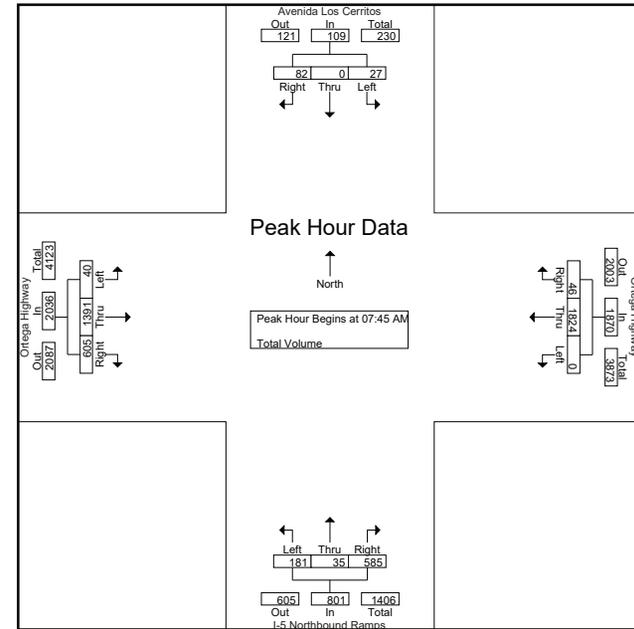 Avenida Los Cerritos
Out In Total
121 109 230
82 0 27
Right Thru Left
Peak Hour Data
North
Peak Hour Begins at 07:45 AM
Total Volume
Ortega Highway
Total In Out
4123 2036 2087
40 1391 605
Left Thru Right
Ortega Highway
Out In Total
2003 1870 3873
46 1824 0
Right Thru Left
Left Thru Right
181 35 585
605 801 1406
Out In Total
I-5 Northbound Ramps